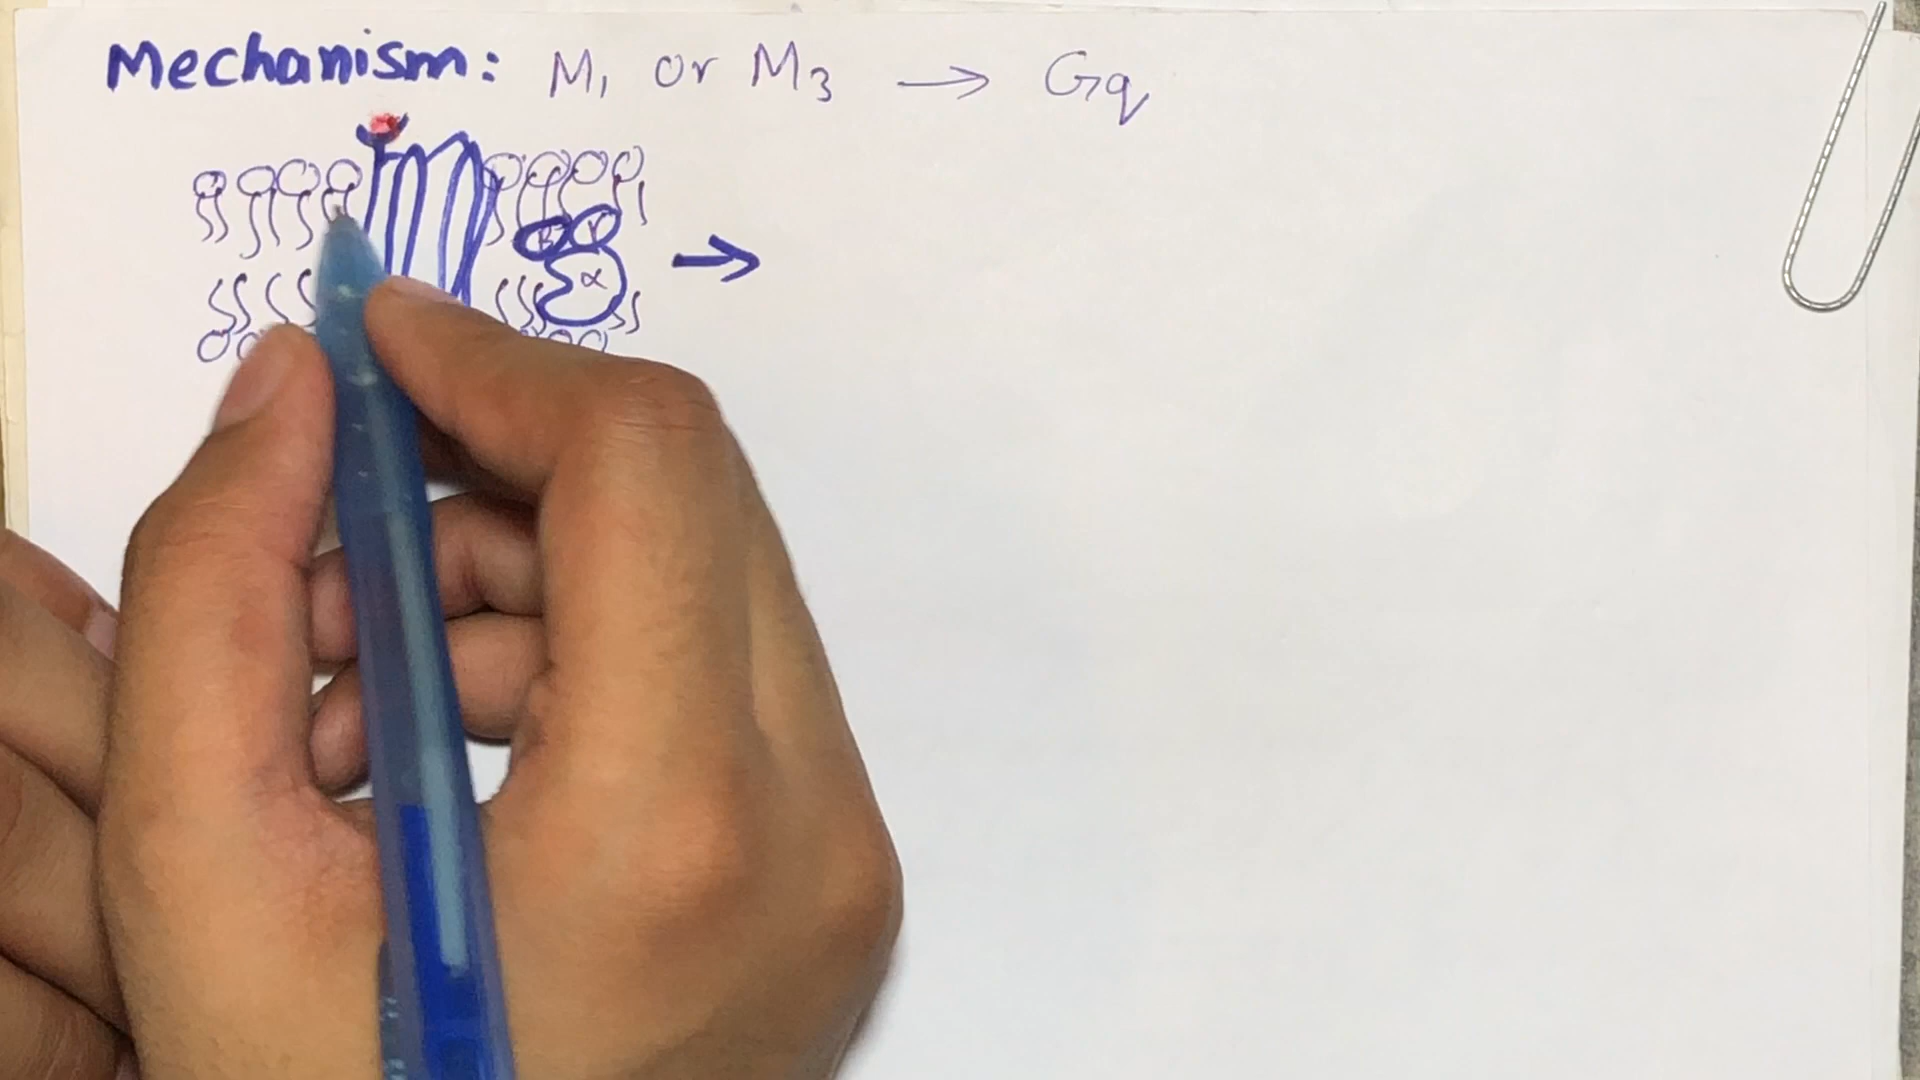 Mechanism: M₁ or M₃ → Gq
B γ
α